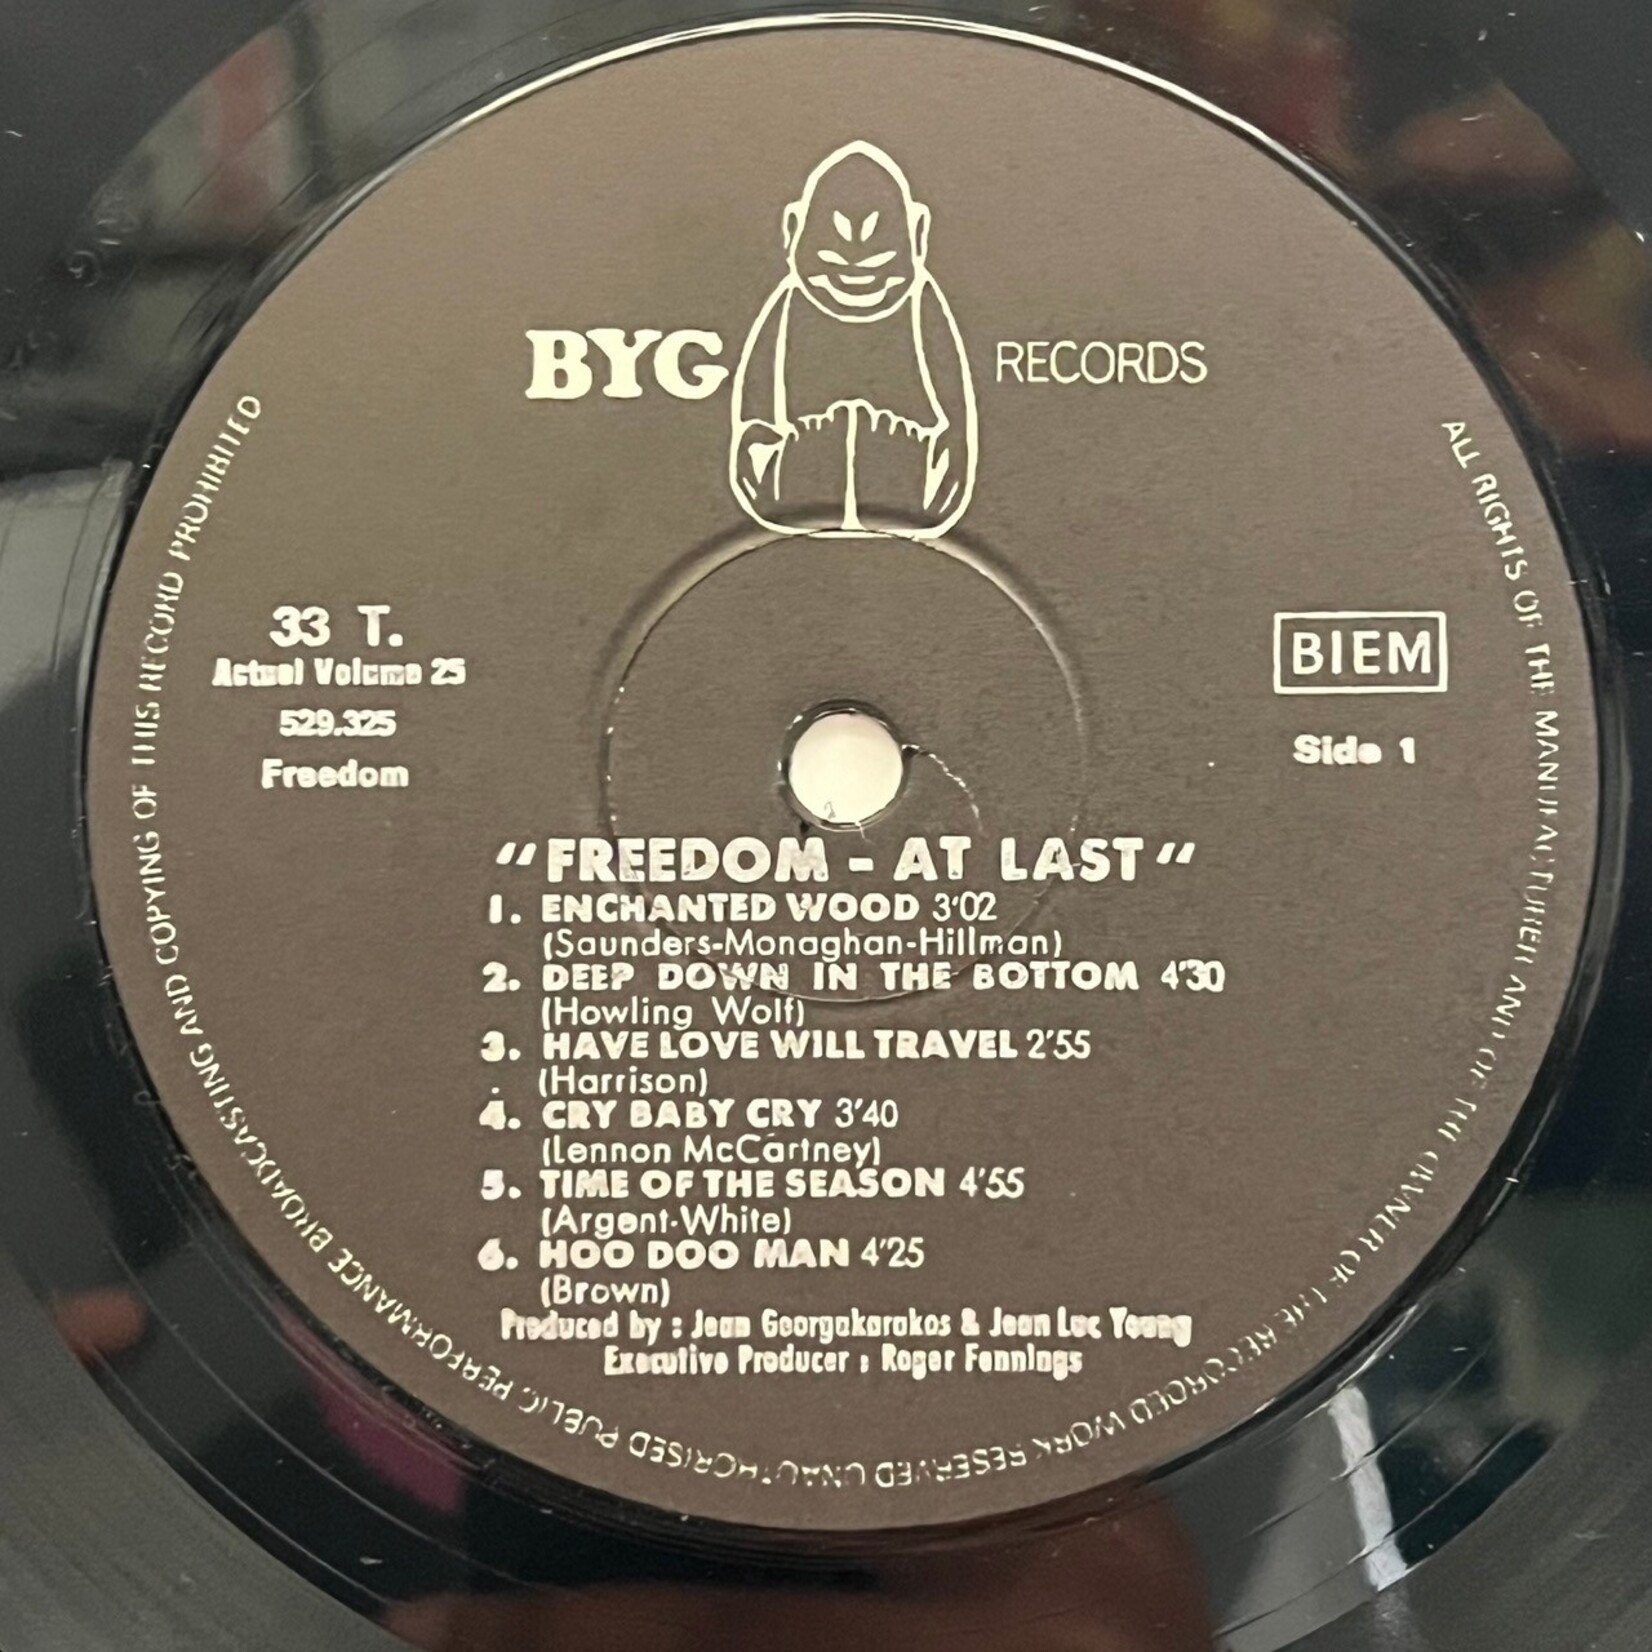 BYG RECORDS
33 T.
Actuel Volume 25
529.325
Freedom
BIEM
Side 1
"FREEDOM - AT LAST"
1. ENCHANTED WOOD 3'02
(Saunders-Monaghan-Hillman)
2. DEEP DOWN IN THE BOTTOM 4'30
(Howling Wolf)
3. HAVE LOVE WILL TRAVEL 2'55
(Harrison)
4. CRY BABY CRY 3'40
(Lennon McCartney)
5. TIME OF THE SEASON 4'55
(Argent-White)
6. HOO DOO MAN 4'25
(Brown)
Produced by : Jean Georgakarakos & Jean Luc Young
Executive Producer : Roger Fennings
ALL RIGHTS OF THE MANUFACTURER AND OF THE OWNER OF THE RECORDED WORK RESERVED UNAUTHORISED PUBLIC PERFORMANCE BROADCASTING AND COPYING OF THIS RECORD PROHIBITED